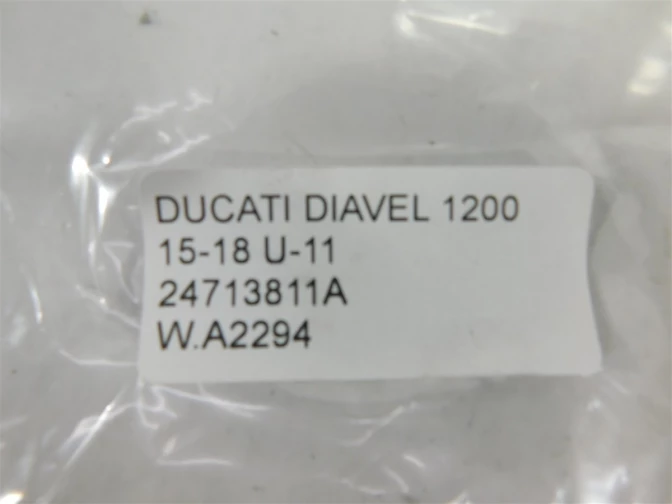 DUCATI DIAVEL 1200
15-18 U-11
24713811A
W.A2294